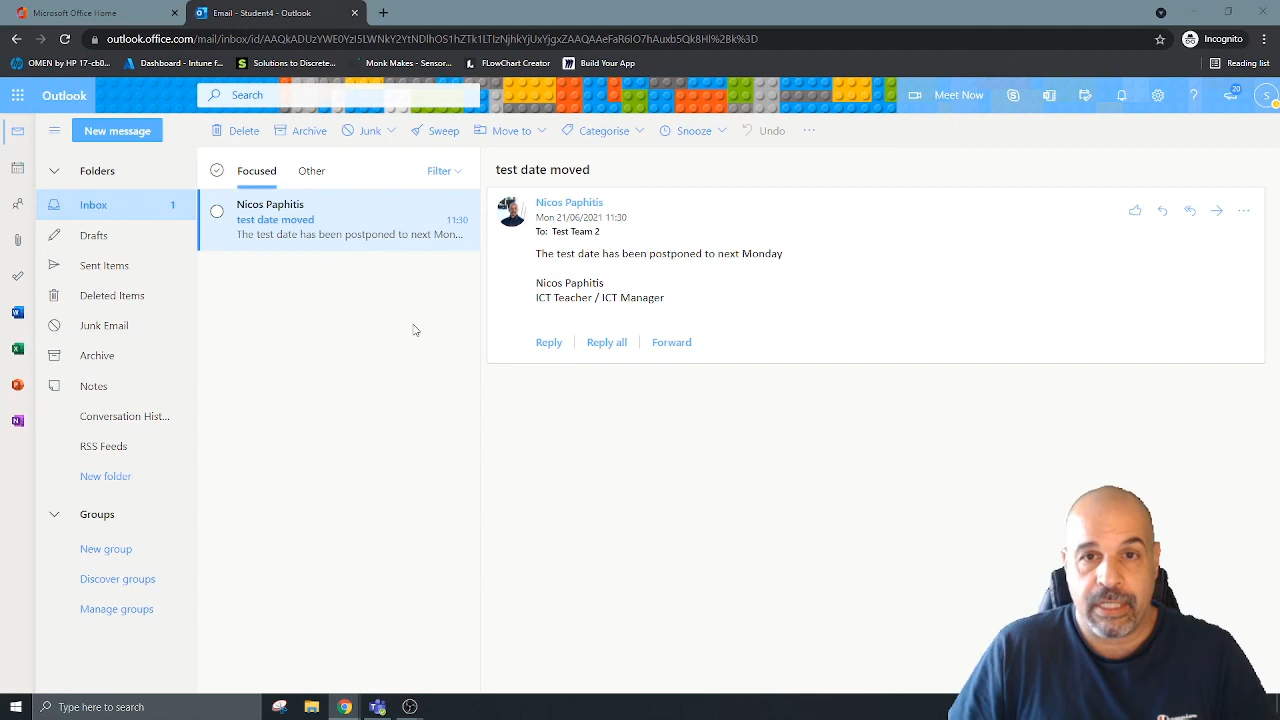 Microsoft Office Home
Email - Student4 - Outlook
outlook.office.com/mail/inbox/id/
Incognito
OMEN by HP 17-cb0...
Dashboard - Intune f...
Solutions to Discrete...
Monk Makes - Sensor...
FlowChart Creator
Build Your App
Reading list
Outlook
Search
Meet Now
20
S
New message
Delete
Archive
Junk
Sweep
Move to
Categorise
Snooze
Undo
Folders
Inbox 1
Drafts
Sent Items
Deleted Items
Junk Email
Archive
Notes
Conversation Hist...
RSS Feeds
New folder
Groups
New group
Discover groups
Manage groups
Focused
Other
Filter
Nicos Paphitis
test date moved 11:30
The test date has been postponed to next Mon...
test date moved
Nicos Paphitis
Mon 21/06/2021 11:30
To: Test Team 2
The test date has been postponed to next Monday
Nicos Paphitis
ICT Teacher / ICT Manager
Reply
Reply all
Forward
Type here to search